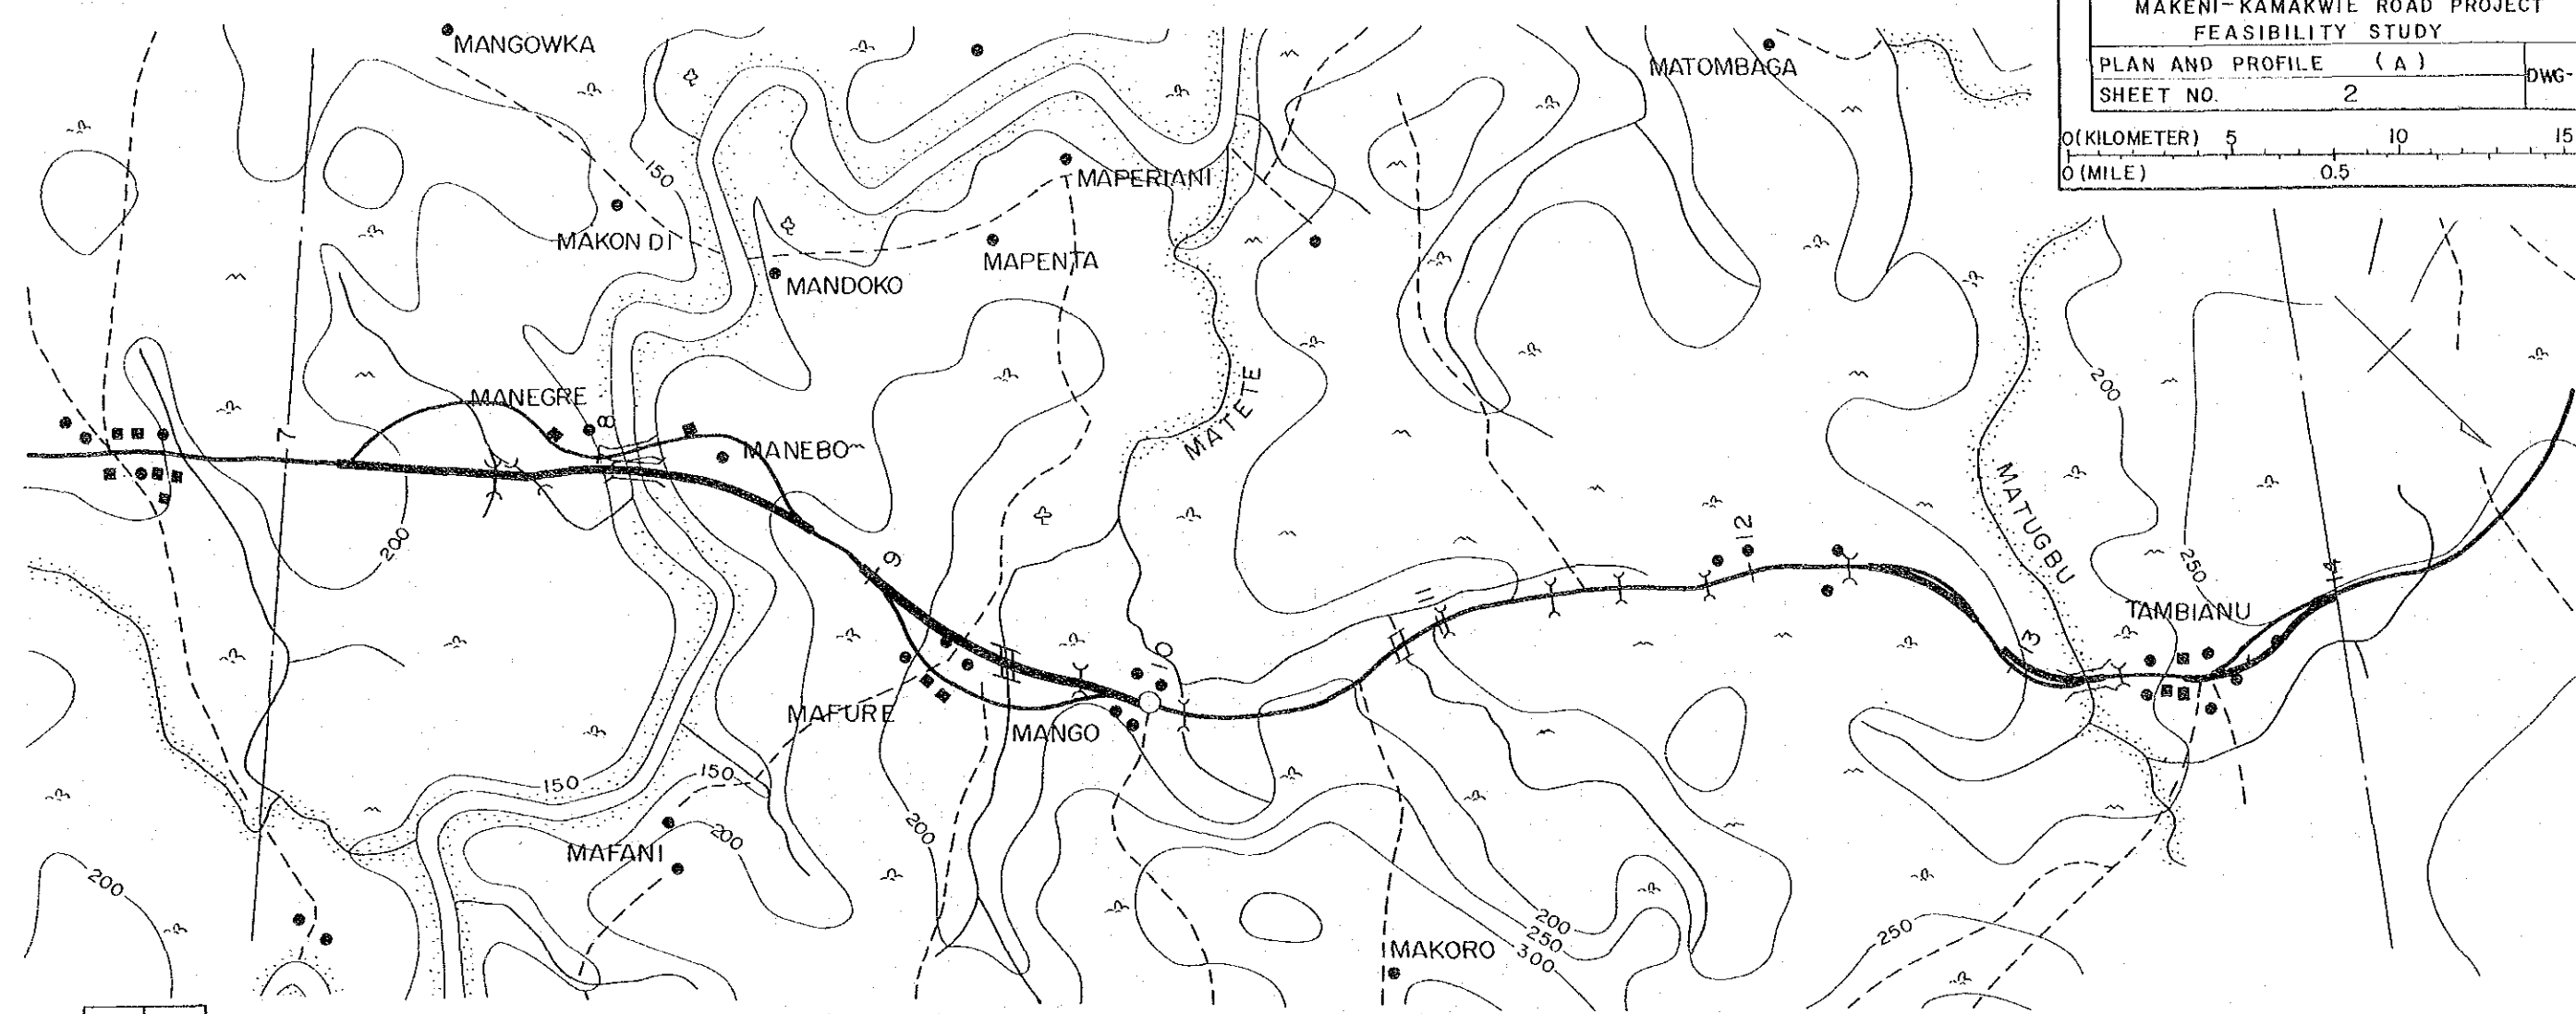 MAKENI-KAMAKWIE ROAD PROJECT
FEASIBILITY STUDY
PLAN AND PROFILE (A)
DWG-
SHEET NO. 2
0(KILOMETER) 5 10 15
0(MILE) 0.5
MANGOWKA
MATOMBAGA
150
MAPERIANI
MAKON DI
MAPENTA
MANDOKO
MATETE
200
MANEGRE
8
7
MANEBO
MATUGBU
12
200
9
250
14
11
TAMBIANU
10
13
MAFURE
MANGO
150
150
200
200
MAFANI
200
200
250
300
250
MAKORO